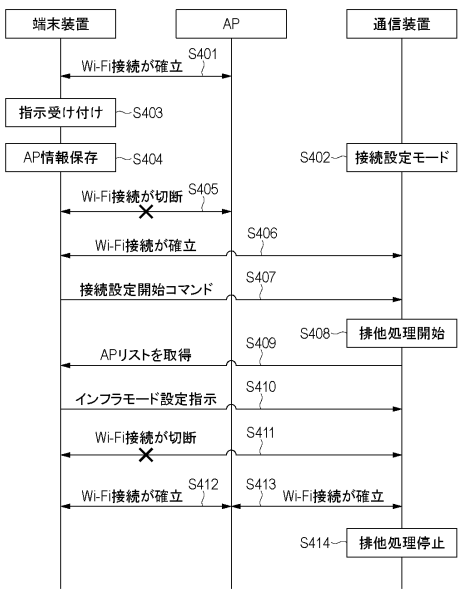 端末装置 AP 通信装置
S401
Wi-Fi接続が確立
指示受け付け S403
AP情報保存 S404 S402 接続設定モード
S405
Wi-Fi接続が切断
S406
Wi-Fi接続が確立
S407
接続設定開始コマンド
S408 排他処理開始
S409
APリストを取得
S410
インフラモード設定指示
S411
Wi-Fi接続が切断
S412 S413
Wi-Fi接続が確立 Wi-Fi接続が確立
S414 排他処理停止